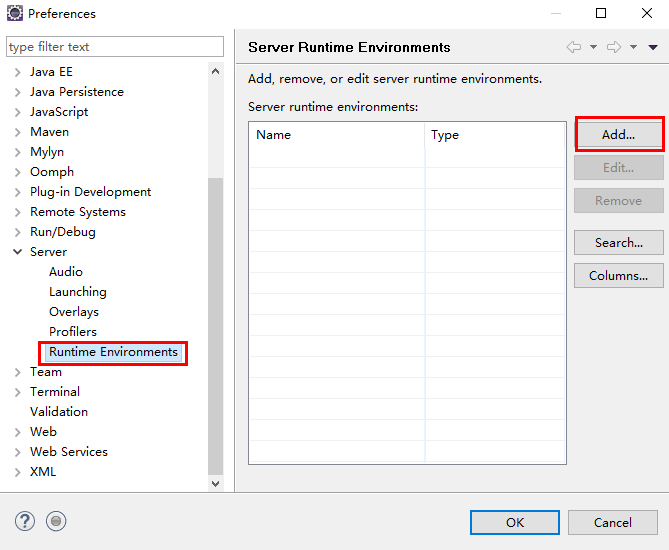 Preferences
type filter text
Java EE
Java Persistence
JavaScript
Maven
Mylyn
Oomph
Plug-in Development
Remote Systems
Run/Debug
Server
Audio
Launching
Overlays
Profilers
Runtime Environments
Team
Terminal
Validation
Web
Web Services
XML
Server Runtime Environments
Add, remove, or edit server runtime environments.
Server runtime environments:
Name Type
Add...
Edit...
Remove
Search...
Columns...
?
OK Cancel